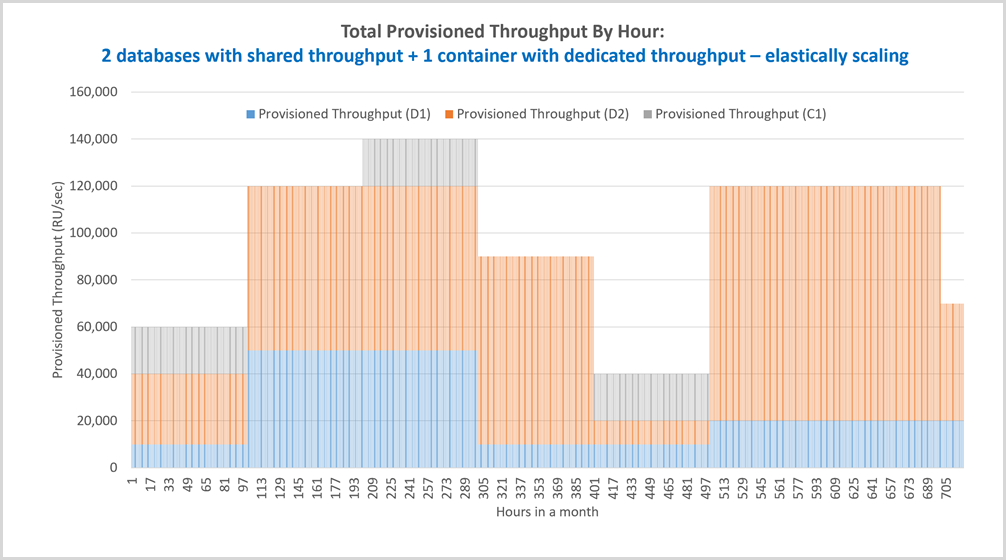 Total Provisioned Throughput By Hour:
2 databases with shared throughput + 1 container with dedicated throughput – elastically scaling
160,000
Provisioned Throughput (D1) Provisioned Throughput (D2) Provisioned Throughput (C1)
140,000
120,000
100,000
80,000
60,000
40,000
20,000
0
Provisioned Throughput (RU/sec)
1 17 33 49 65 81 97 113 129 145 161 177 193 209 225 241 257 273 289 305 321 337 353 369 385 401 417 433 449 465 481 497 513 529 545 561 577 593 609 625 641 657 673 689 705
Hours in a month